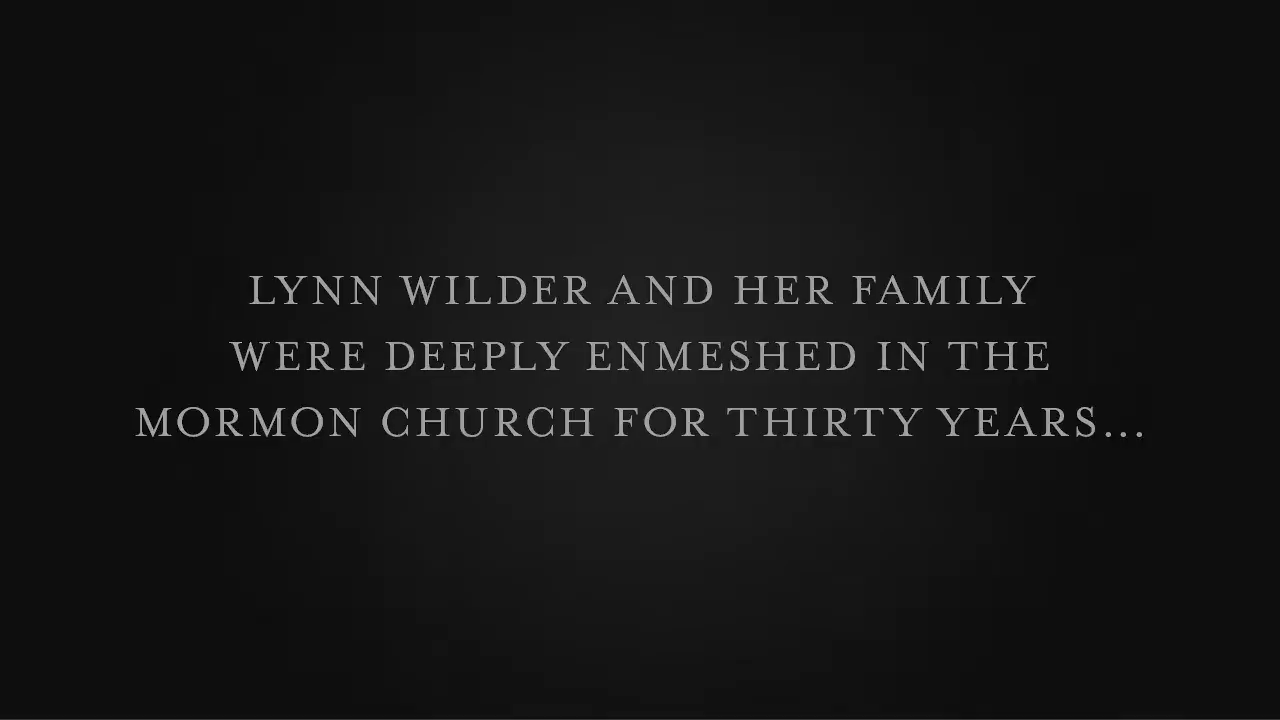 LYNN WILDER AND HER FAMILY
WERE DEEPLY ENMESHED IN THE
MORMON CHURCH FOR THIRTY YEARS...